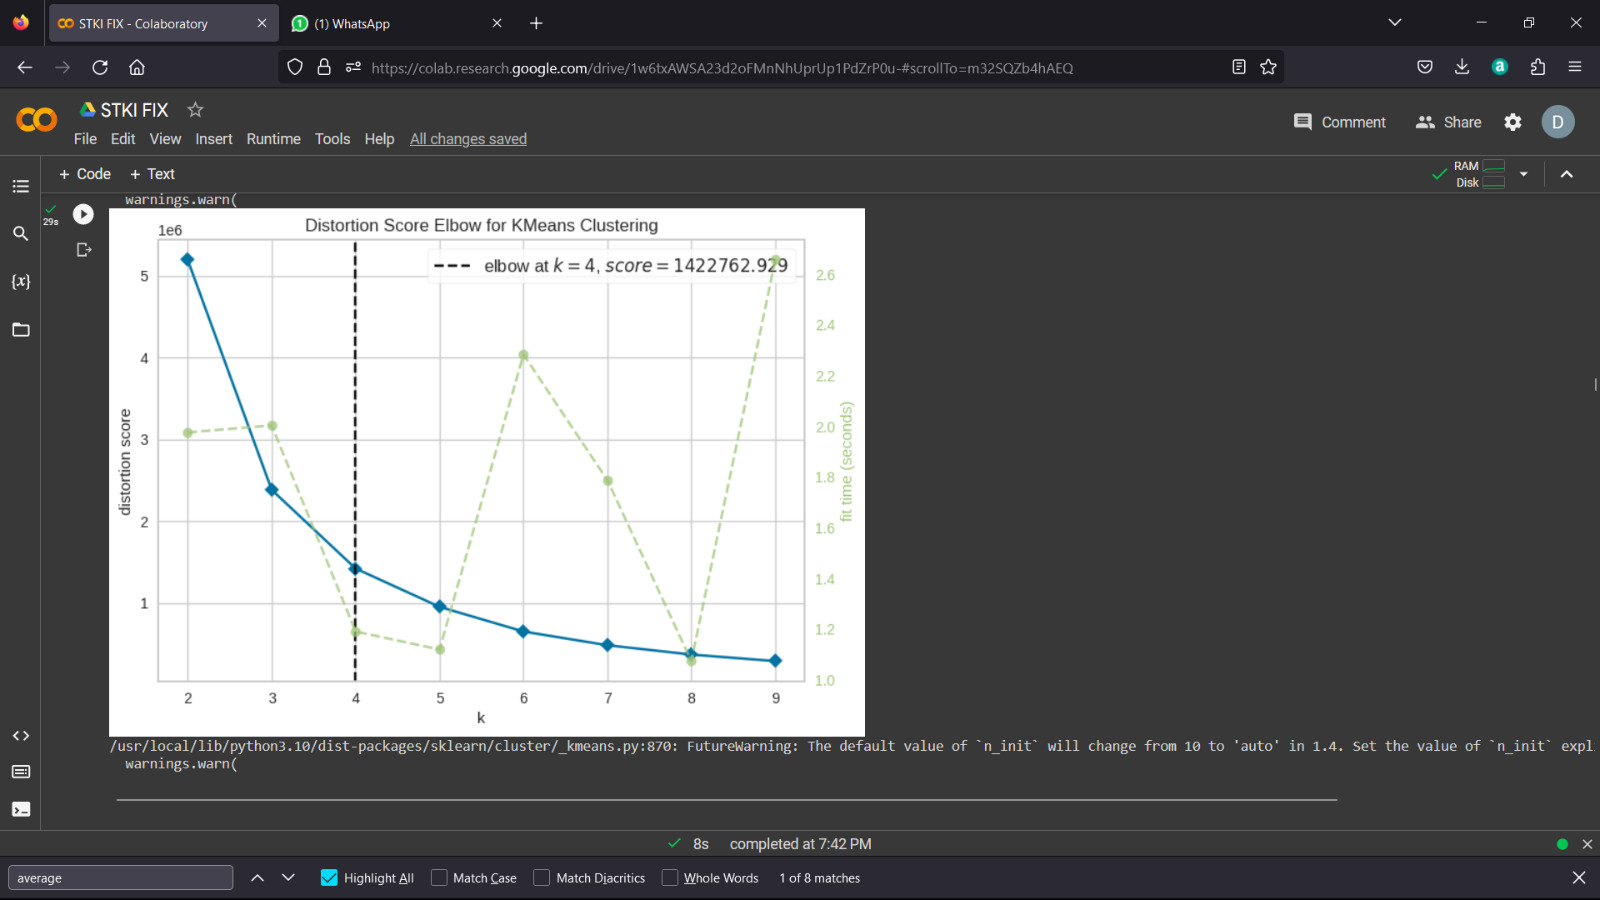 STKI FIX - Colaboratory
(1) WhatsApp
https://colab.research.google.com/drive/1w6txAWSA23d2oFMnNhUprUp1PdZrP0u-#scrollTo=m32SQZb4hAEQ
STKI FIX
File Edit View Insert Runtime Tools Help All changes saved
Comment Share D
+ Code + Text
RAM
Disk
warnings.warn(
29s
Distortion Score Elbow for KMeans Clustering
1e6
elbow at k = 4, score = 1422762.929
5
4
3
2
1
distortion score
2.6
2.4
2.2
2.0
1.8
1.6
1.4
1.2
1.0
fit time (seconds)
2 3 4 5 6 7 8 9
k
/usr/local/lib/python3.10/dist-packages/sklearn/cluster/_kmeans.py:870: FutureWarning: The default value of `n_init` will change from 10 to 'auto' in 1.4. Set the value of `n_init` expl
warnings.warn(
8s completed at 7:42 PM
average
Highlight All Match Case Match Diacritics Whole Words 1 of 8 matches